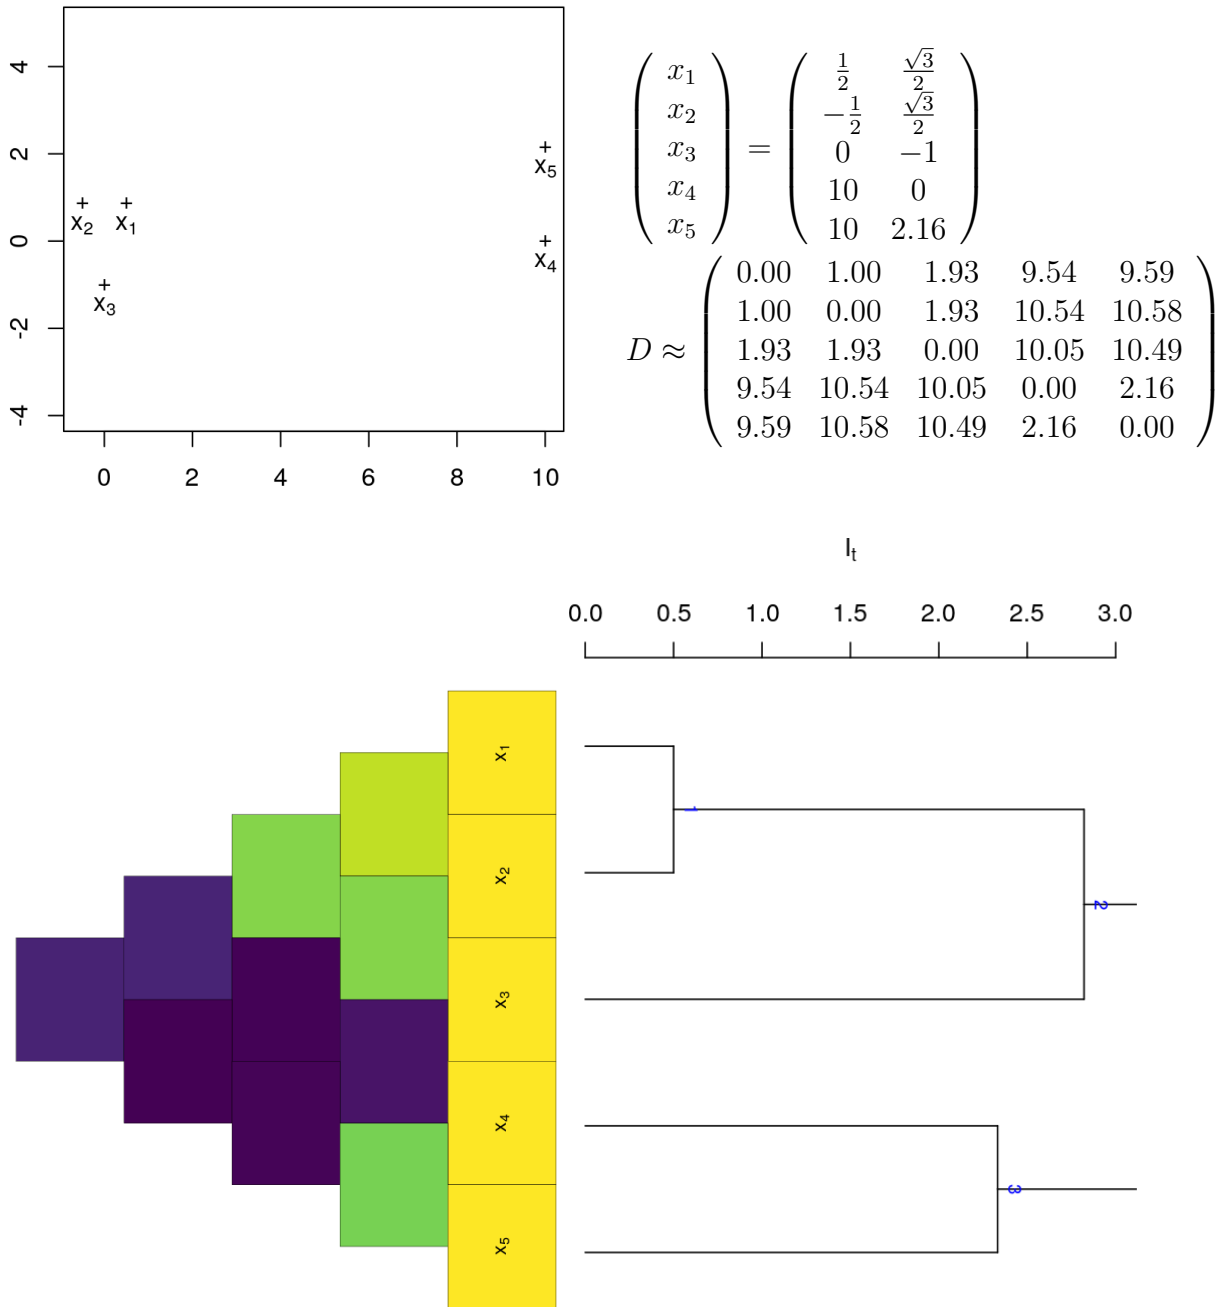 4
2
0
-2
-4
x₅
x₂ x₁
x₄
x₃
0 2 4 6 8 10
( x₁ ) = ( 1/2 √3/2 )
( x₂ ) ( -1/2 √3/2 )
( x₃ ) ( 0 −1 )
( x₄ ) ( 10 0 )
( x₅ ) ( 10 2.16 )
D ≈
0.00 1.00 1.93 9.54 9.59
1.00 0.00 1.93 10.54 10.58
1.93 1.93 0.00 10.05 10.49
9.54 10.54 10.05 0.00 2.16
9.59 10.58 10.49 2.16 0.00
Iₜ
0.0 0.5 1.0 1.5 2.0 2.5 3.0
x₁
x₂
x₃
x₄
x₅
1
2
3